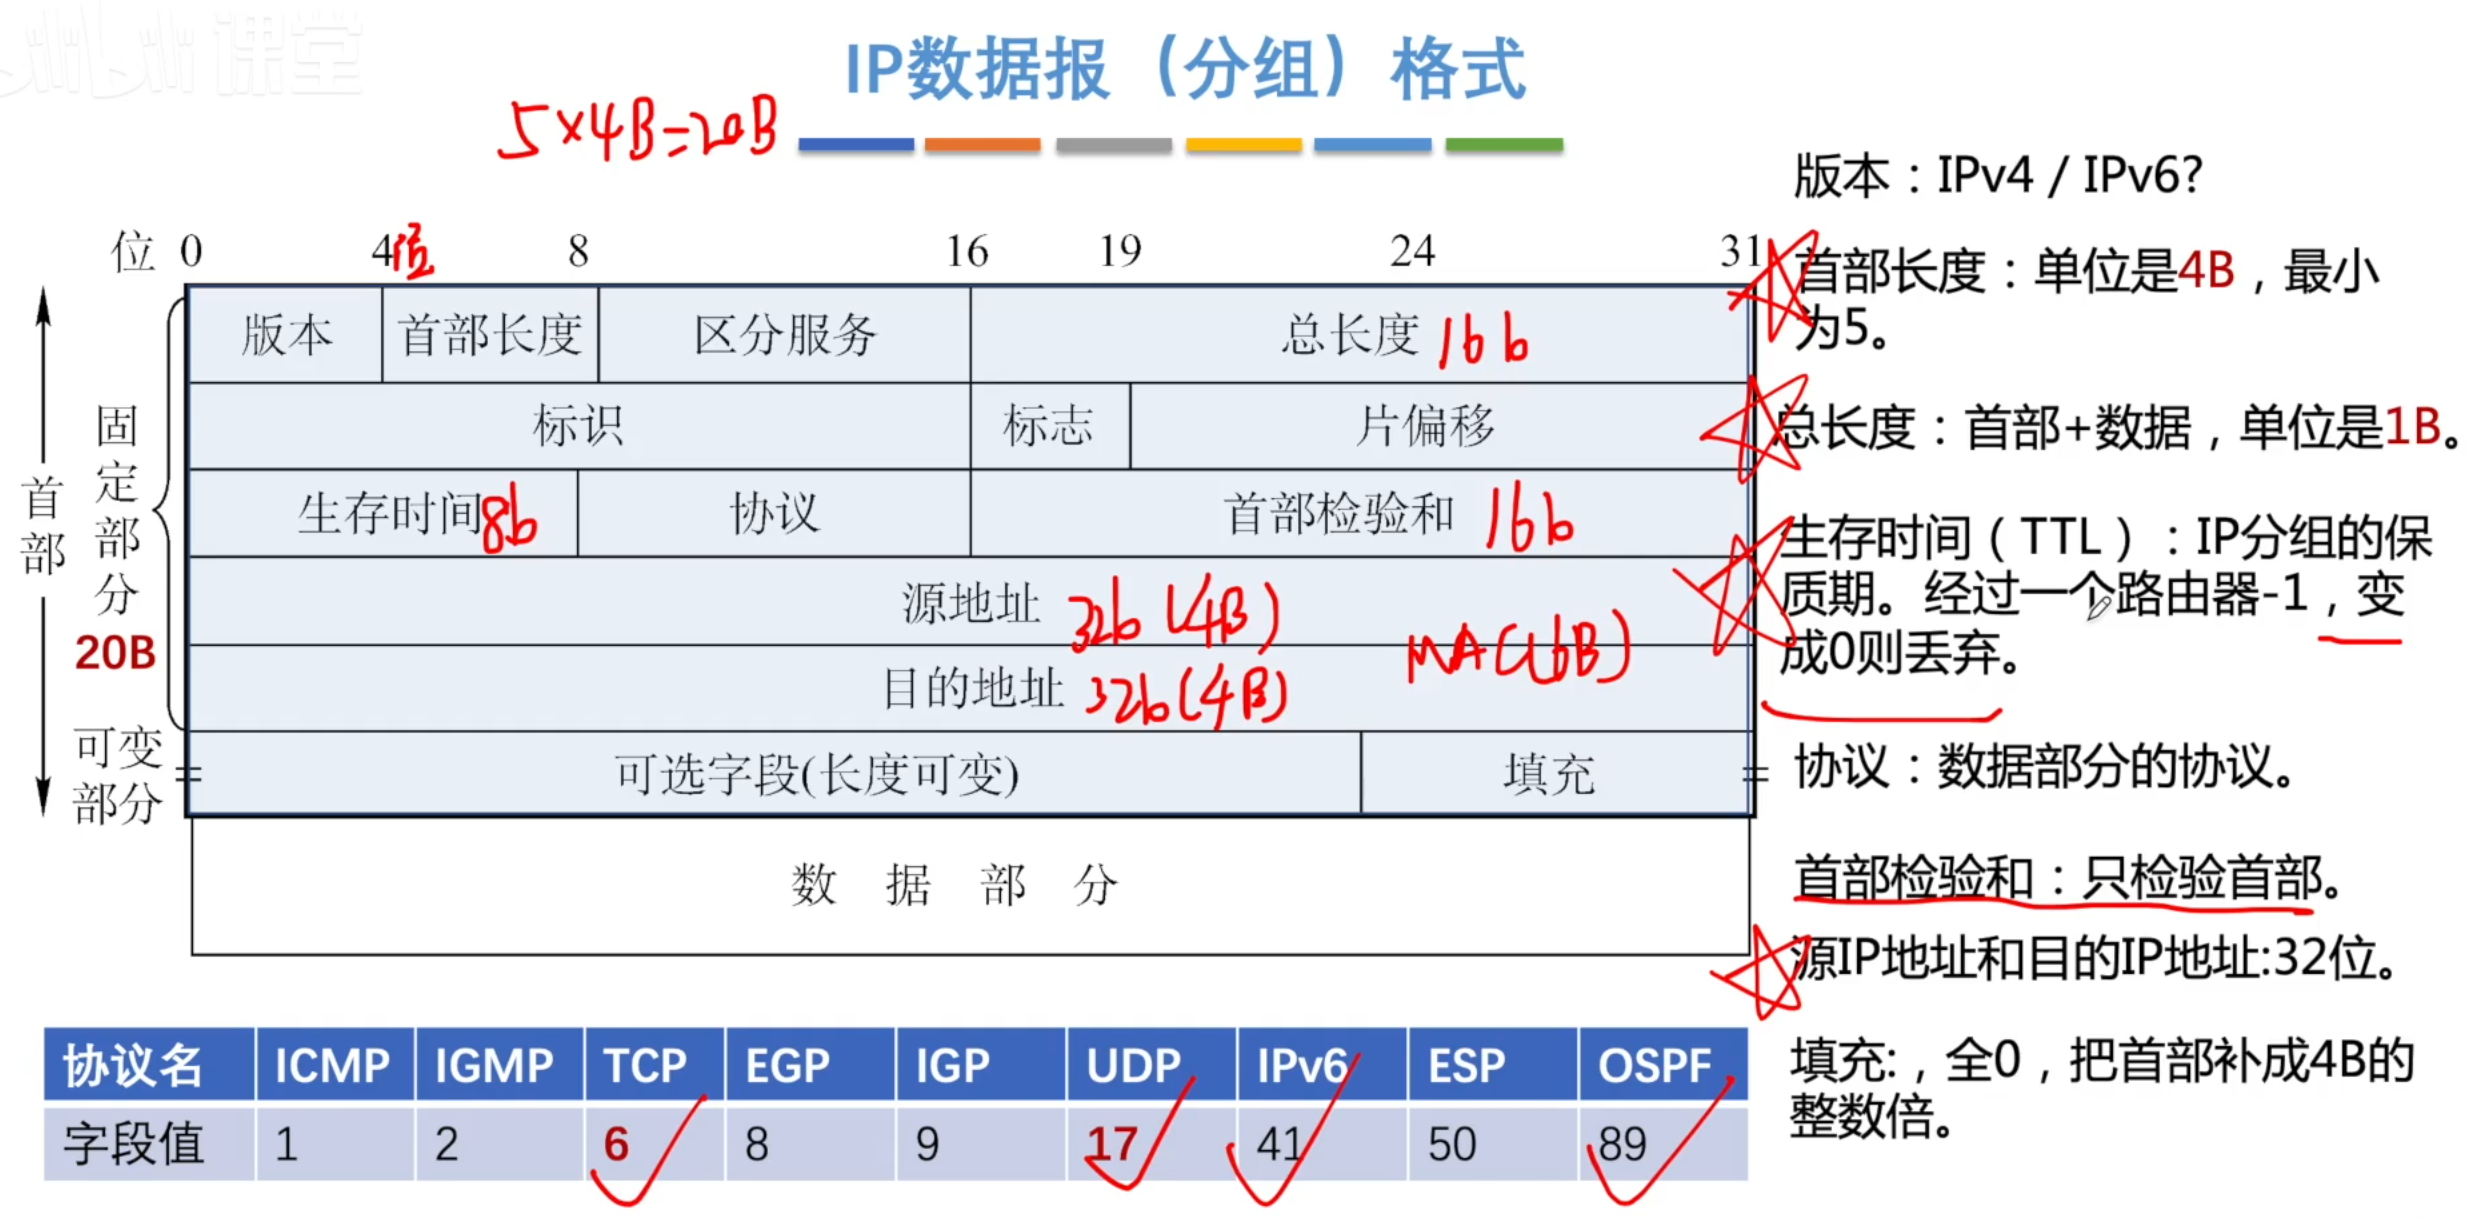 课堂
IP数据报（分组）格式
5×4B=20B
位 0 4位 8 16 19 24 31
版本 首部长度 区分服务 总长度 16b
标识 标志 片偏移
生存时间 8b 协议 首部检验和 16b
源地址 32b (4B)
目的地址 32b(4B) MAC(6B)
可选字段(长度可变) 填充
数据部分
首部
固定部分
20B
可变
部分
版本：IPv4 / IPv6?
首部长度：单位是4B，最小
为5。
总长度：首部+数据，单位是1B。
生存时间（TTL）：IP分组的保
质期。经过一个路由器-1，变
成0则丢弃。
协议：数据部分的协议。
首部检验和：只检验首部。
源IP地址和目的IP地址:32位。
填充:，全0，把首部补成4B的
整数倍。
协议名 ICMP IGMP TCP EGP IGP UDP IPv6 ESP OSPF
字段值 1 2 6 8 9 17 41 50 89